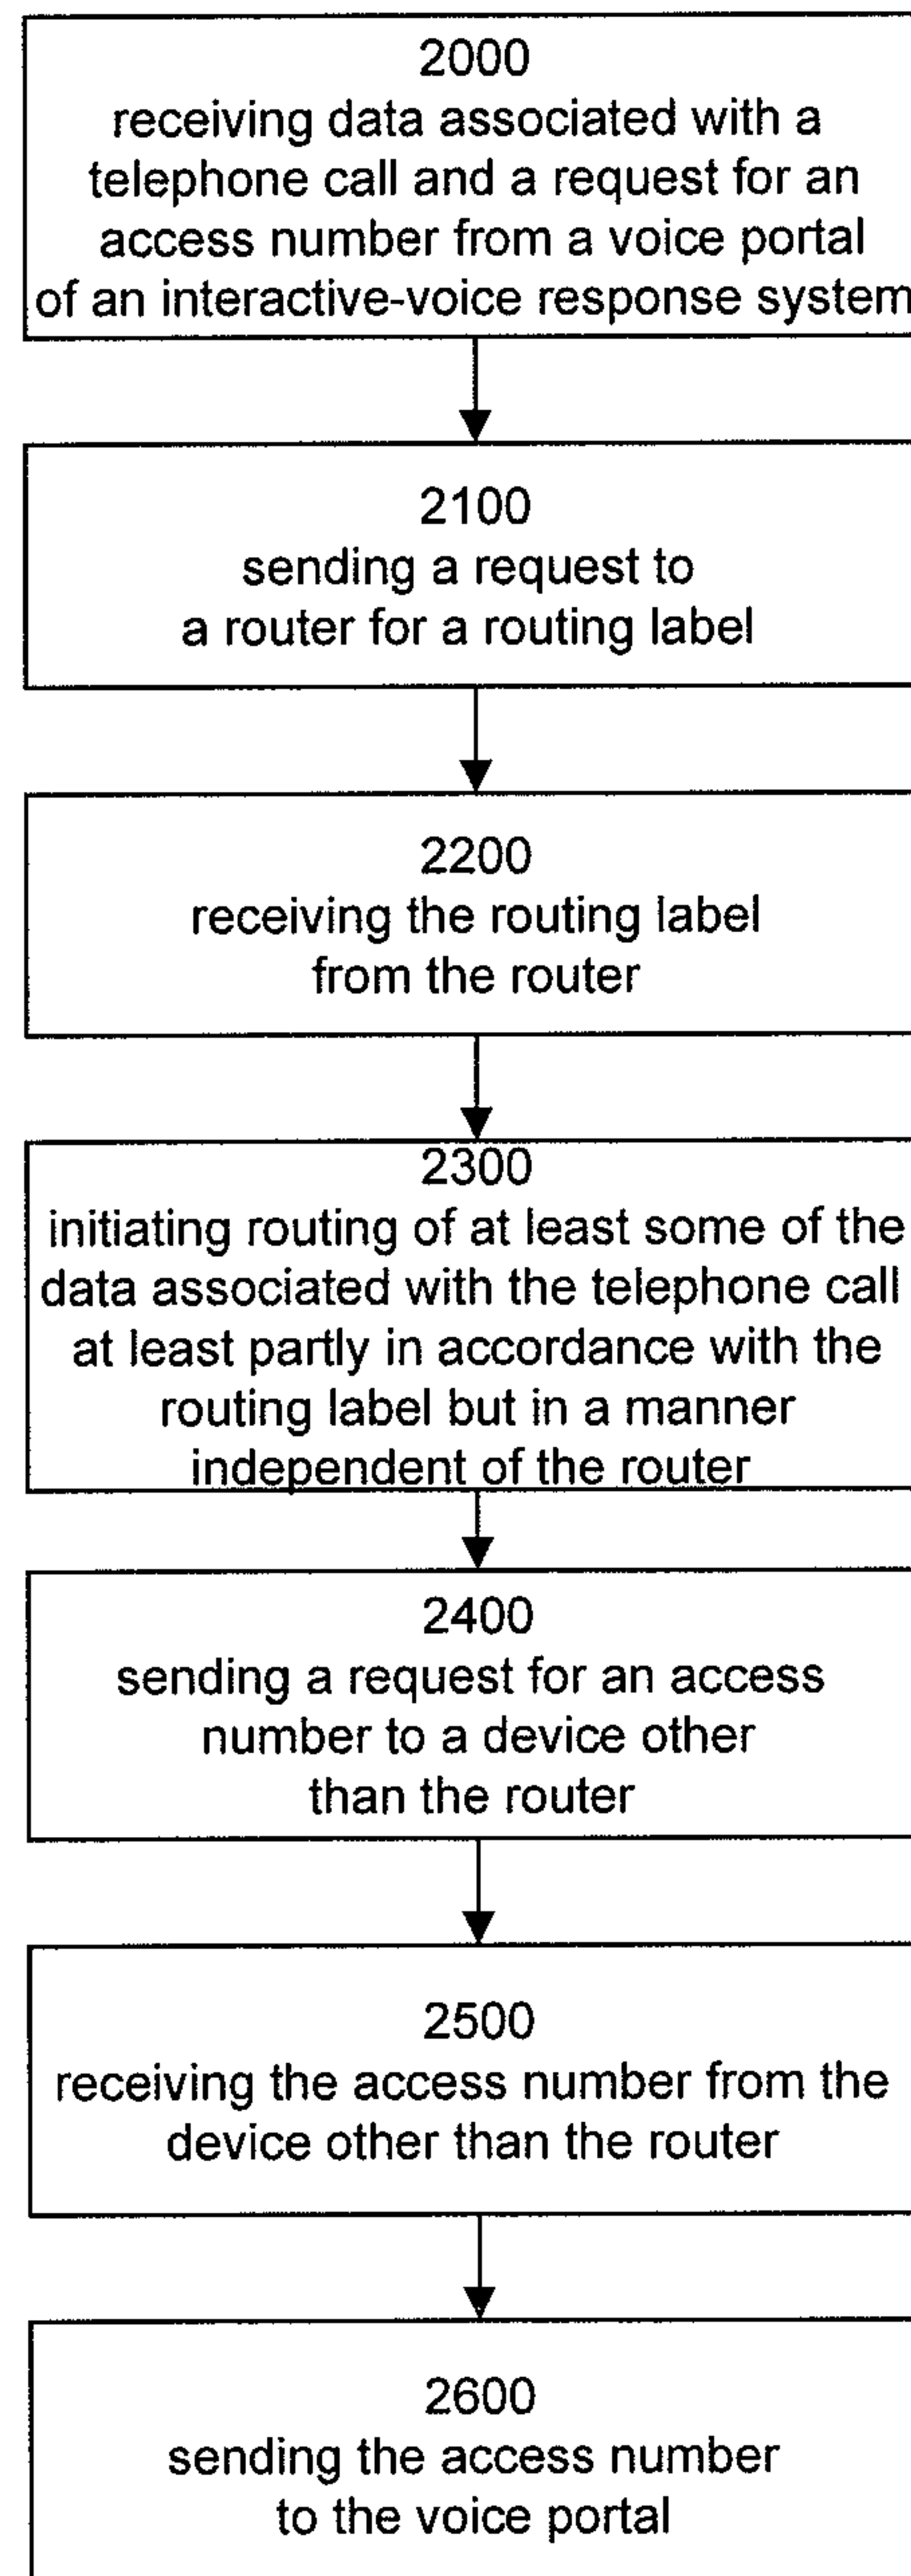 2000
receiving data associated with a
telephone call and a request for an
access number from a voice portal
of an interactive-voice response system
2100
sending a request to
a router for a routing label
2200
receiving the routing label
from the router
2300
initiating routing of at least some of the
data associated with the telephone call
at least partly in accordance with the
routing label but in a manner
independent of the router
2400
sending a request for an access
number to a device other
than the router
2500
receiving the access number from the
device other than the router
2600
sending the access number
to the voice portal